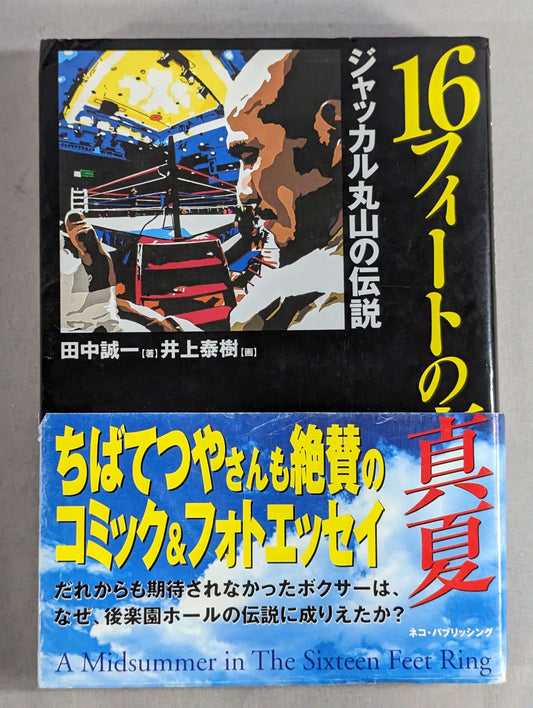 16フィートの真夏
ジャッカル丸山の伝説
田中誠一【著】井上泰樹【画】
ちばてつやさんも絶賛の
コミック&フォトエッセイ
だれからも期待されなかったボクサーは、
なぜ、後楽園ホールの伝説に成りえたか?
ネコ・パブリッシング
A Midsummer in The Sixteen Feet Ring